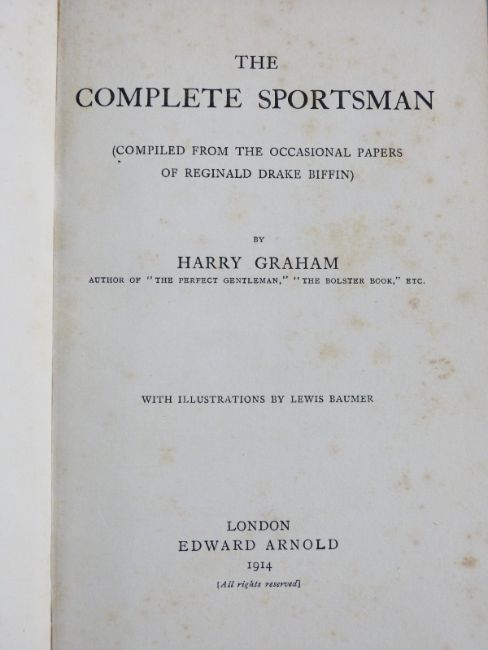 THE
COMPLETE SPORTSMAN
(COMPILED FROM THE OCCASIONAL PAPERS
OF REGINALD DRAKE BIFFIN)
BY
HARRY GRAHAM
AUTHOR OF "THE PERFECT GENTLEMAN," "THE BOLSTER BOOK," ETC.
WITH ILLUSTRATIONS BY LEWIS BAUMER
LONDON
EDWARD ARNOLD
1914
[All rights reserved]